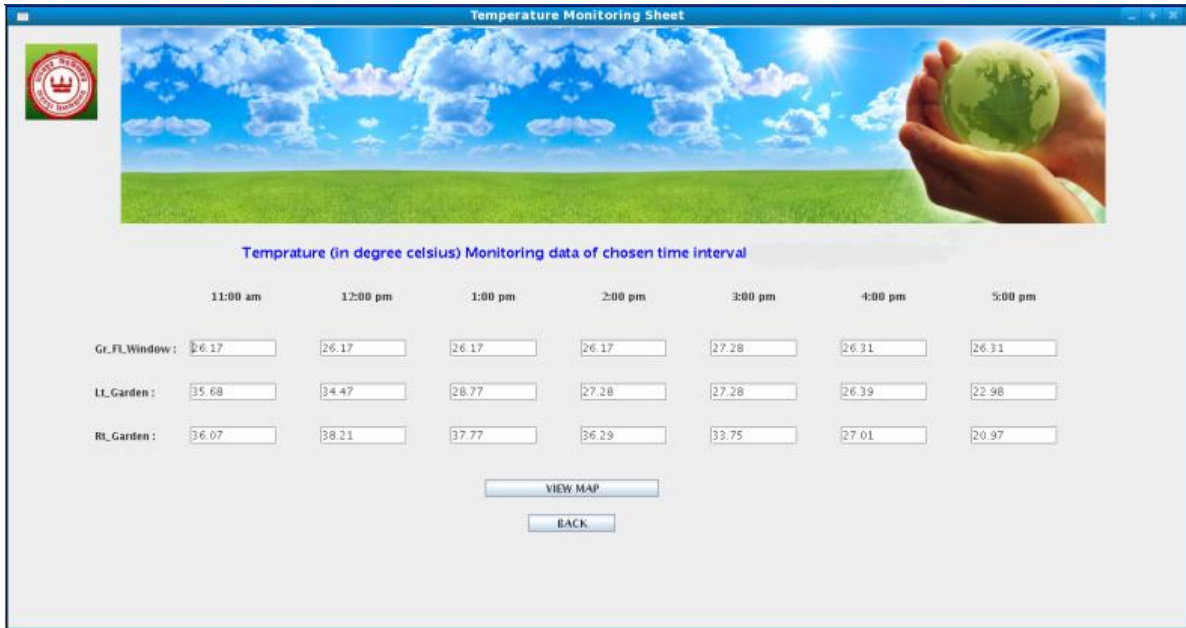 Temperature Monitoring Sheet
Temprature (in degree celsius) Monitoring data of chosen time interval
11:00 am 12:00 pm 1:00 pm 2:00 pm 3:00 pm 4:00 pm 5:00 pm
Gr_Fl_Window : 26.17 26.17 26.17 26.17 27.28 26.31 26.31
Lt_Garden : 35.68 34.47 28.77 27.28 27.28 26.39 22.98
Rt_Garden : 36.07 38.21 37.77 36.29 33.75 27.01 20.97
VIEW MAP
BACK